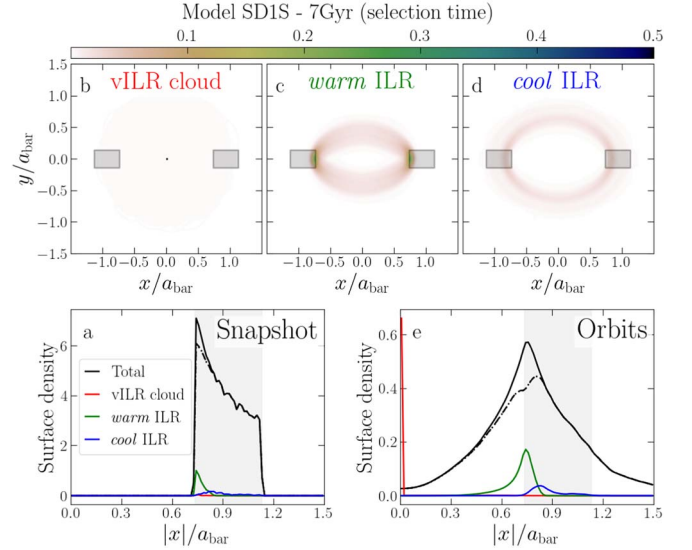 Model SD1S - 7Gyr (selection time)
0.1 0.2 0.3 0.4 0.5
b vILR cloud c warm ILR d cool ILR
1.5
1.0
0.5
0.0
−0.5
−1.0
−1.5
y/a_bar
−1.0 −0.5 0.0 0.5 1.0 −1.0 −0.5 0.0 0.5 1.0 −1.0 −0.5 0.0 0.5 1.0
x/a_bar x/a_bar x/a_bar
a Snapshot
Total
vILR cloud
warm ILR
cool ILR
6
4
2
0
Surface density
0.0 0.3 0.6 0.9 1.2 1.5
|x|/a_bar
e Orbits
0.6
0.4
0.2
0.0
Surface density
0.0 0.3 0.6 0.9 1.2 1.5
|x|/a_bar